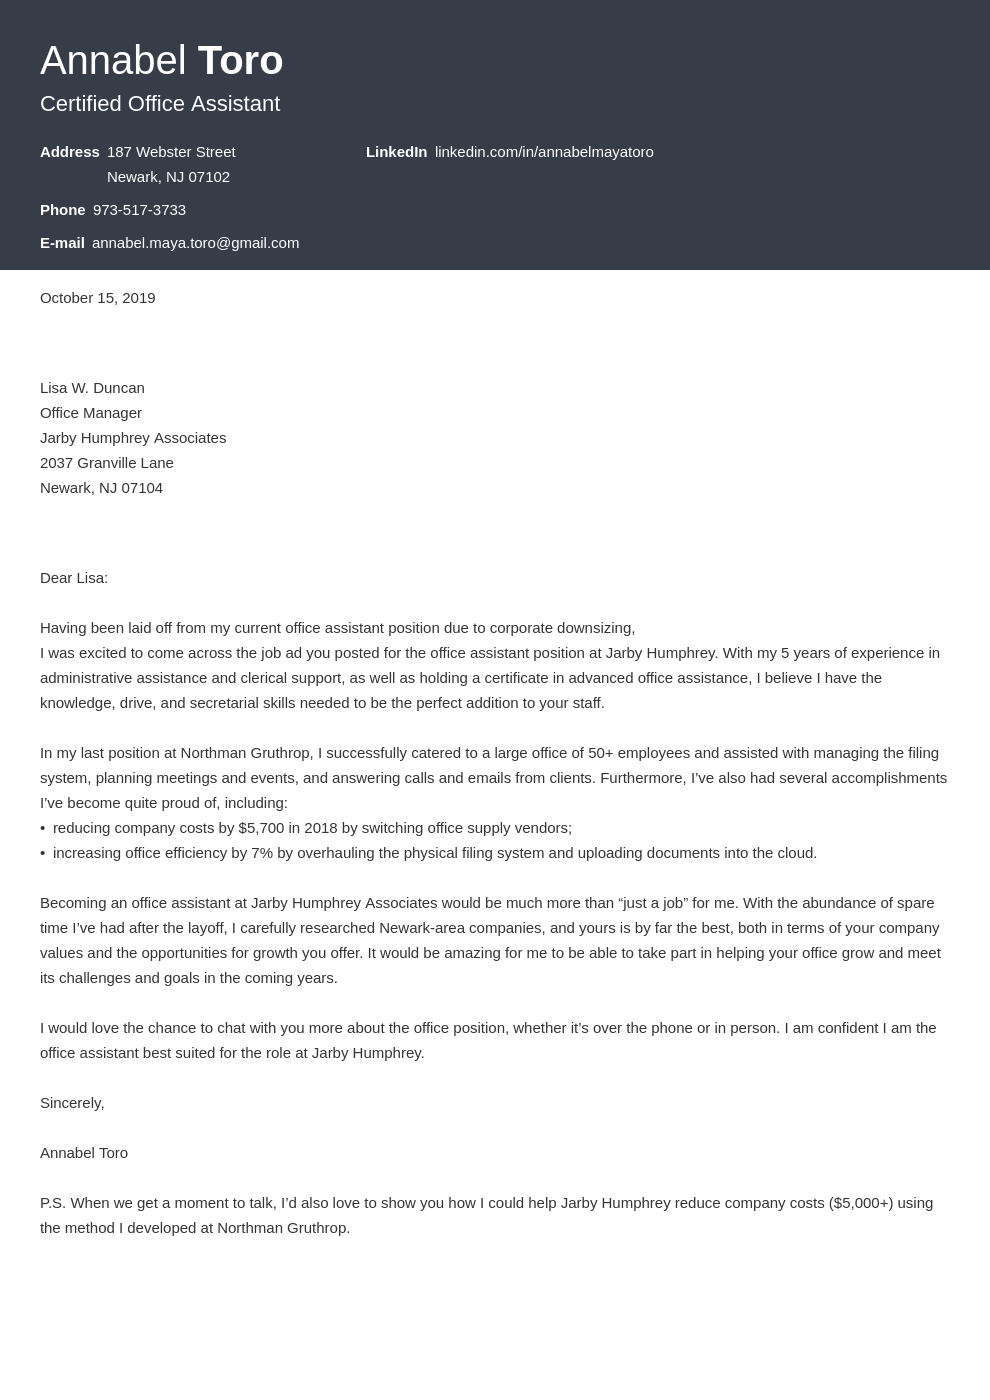 Annabel Toro
Certified Office Assistant
Address 187 Webster Street
Newark, NJ 07102
Phone 973-517-3733
E-mail annabel.maya.toro@gmail.com
LinkedIn linkedin.com/in/annabelmayatoro
October 15, 2019
Lisa W. Duncan
Office Manager
Jarby Humphrey Associates
2037 Granville Lane
Newark, NJ 07104
Dear Lisa:
Having been laid off from my current office assistant position due to corporate downsizing,
I was excited to come across the job ad you posted for the office assistant position at Jarby Humphrey. With my 5 years of experience in
administrative assistance and clerical support, as well as holding a certificate in advanced office assistance, I believe I have the
knowledge, drive, and secretarial skills needed to be the perfect addition to your staff.
In my last position at Northman Gruthrop, I successfully catered to a large office of 50+ employees and assisted with managing the filing
system, planning meetings and events, and answering calls and emails from clients. Furthermore, I’ve also had several accomplishments
I’ve become quite proud of, including:
• reducing company costs by $5,700 in 2018 by switching office supply vendors;
• increasing office efficiency by 7% by overhauling the physical filing system and uploading documents into the cloud.
Becoming an office assistant at Jarby Humphrey Associates would be much more than “just a job” for me. With the abundance of spare
time I’ve had after the layoff, I carefully researched Newark-area companies, and yours is by far the best, both in terms of your company
values and the opportunities for growth you offer. It would be amazing for me to be able to take part in helping your office grow and meet
its challenges and goals in the coming years.
I would love the chance to chat with you more about the office position, whether it’s over the phone or in person. I am confident I am the
office assistant best suited for the role at Jarby Humphrey.
Sincerely,
Annabel Toro
P.S. When we get a moment to talk, I’d also love to show you how I could help Jarby Humphrey reduce company costs ($5,000+) using
the method I developed at Northman Gruthrop.